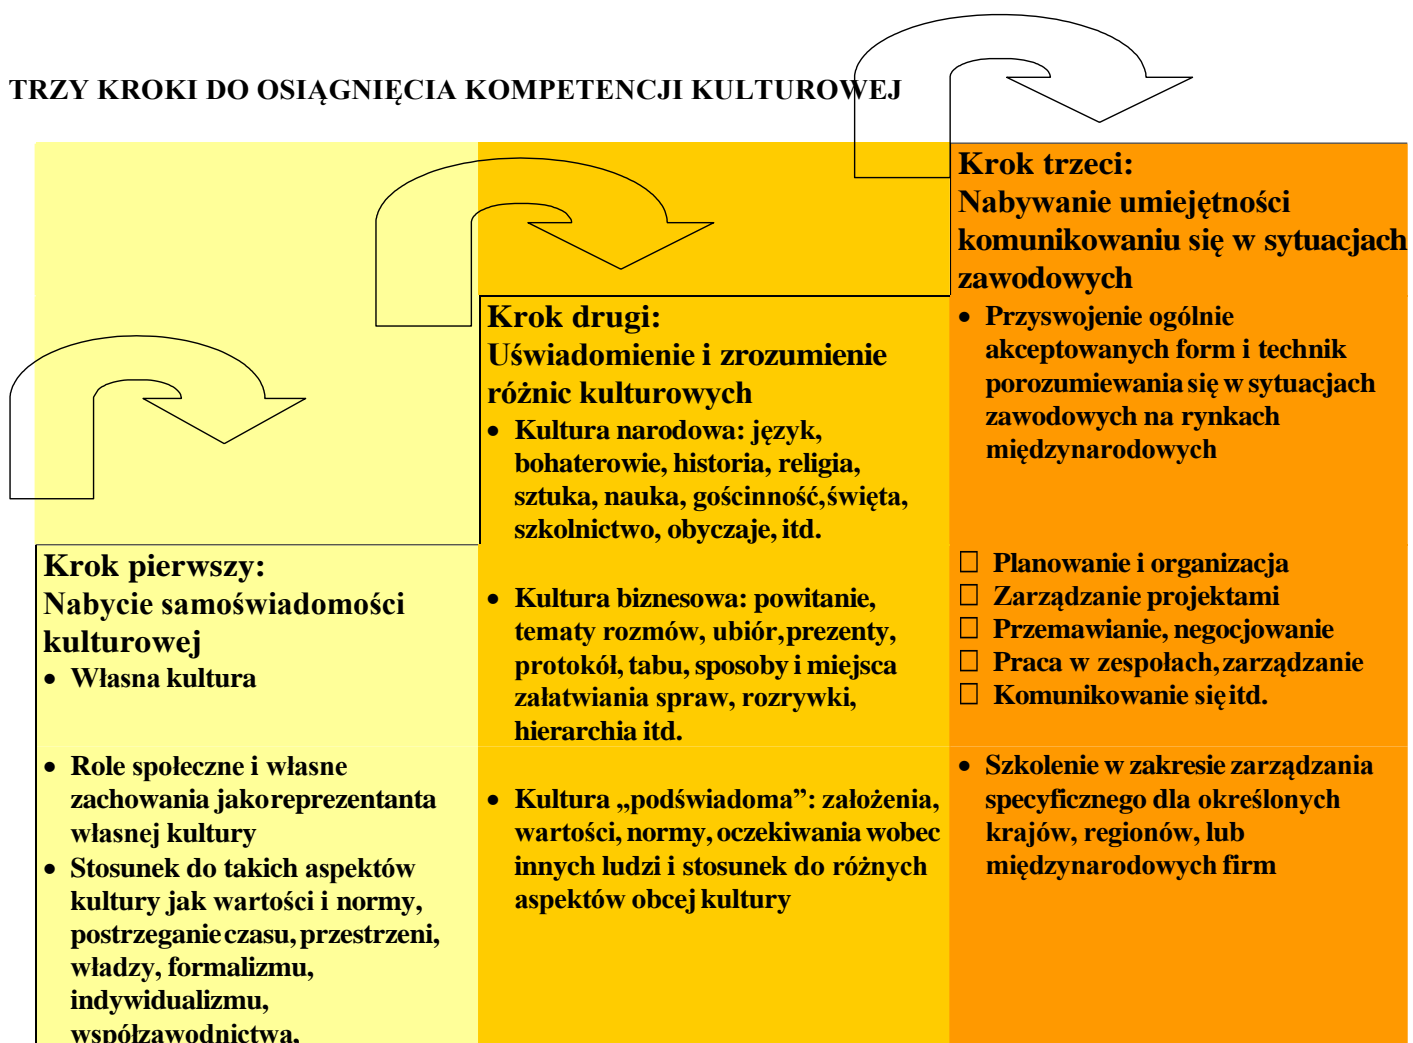 TRZY KROKI DO OSIĄGNIĘCIA KOMPETENCJI KULTUROWEJ
Krok trzeci:
Nabywanie umiejętności
komunikowaniu się w sytuacjach
zawodowych
• Przyswojenie ogólnie
akceptowanych form i technik
porozumiewania się w sytuacjach
zawodowych na rynkach
międzynarodowych
Planowanie i organizacja
Zarządzanie projektami
Przemawianie, negocjowanie
Praca w zespołach, zarządzanie
Komunikowanie się itd.
• Szkolenie w zakresie zarządzania
specyficznego dla określonych
krajów, regionów, lub
międzynarodowych firm
Krok drugi:
Uświadomienie i zrozumienie
różnic kulturowych
• Kultura narodowa: język,
bohaterowie, historia, religia,
sztuka, nauka, gościnność, święta,
szkolnictwo, obyczaje, itd.
• Kultura biznesowa: powitanie,
tematy rozmów, ubiór, prezenty,
protokół, tabu, sposoby i miejsca
załatwiania spraw, rozrywki,
hierarchia itd.
• Kultura „podświadoma”: założenia,
wartości, normy, oczekiwania wobec
innych ludzi i stosunek do różnych
aspektów obcej kultury
Krok pierwszy:
Nabycie samoświadomości
kulturowej
• Własna kultura
• Role społeczne i własne
zachowania jako reprezentanta
własnej kultury
• Stosunek do takich aspektów
kultury jak wartości i normy,
postrzeganie czasu, przestrzeni,
władzy, formalizmu,
indywidualizmu,
współzawodnictwa,